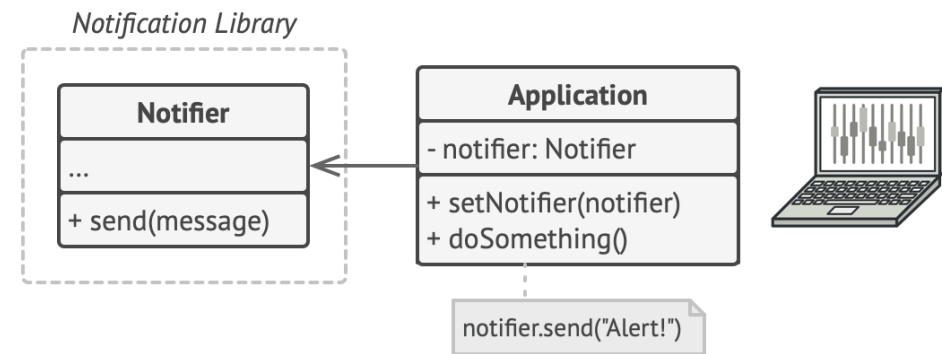 Notification Library
Notifier
...
+ send(message)
Application
- notifier: Notifier
+ setNotifier(notifier)
+ doSomething()
notifier.send("Alert!")